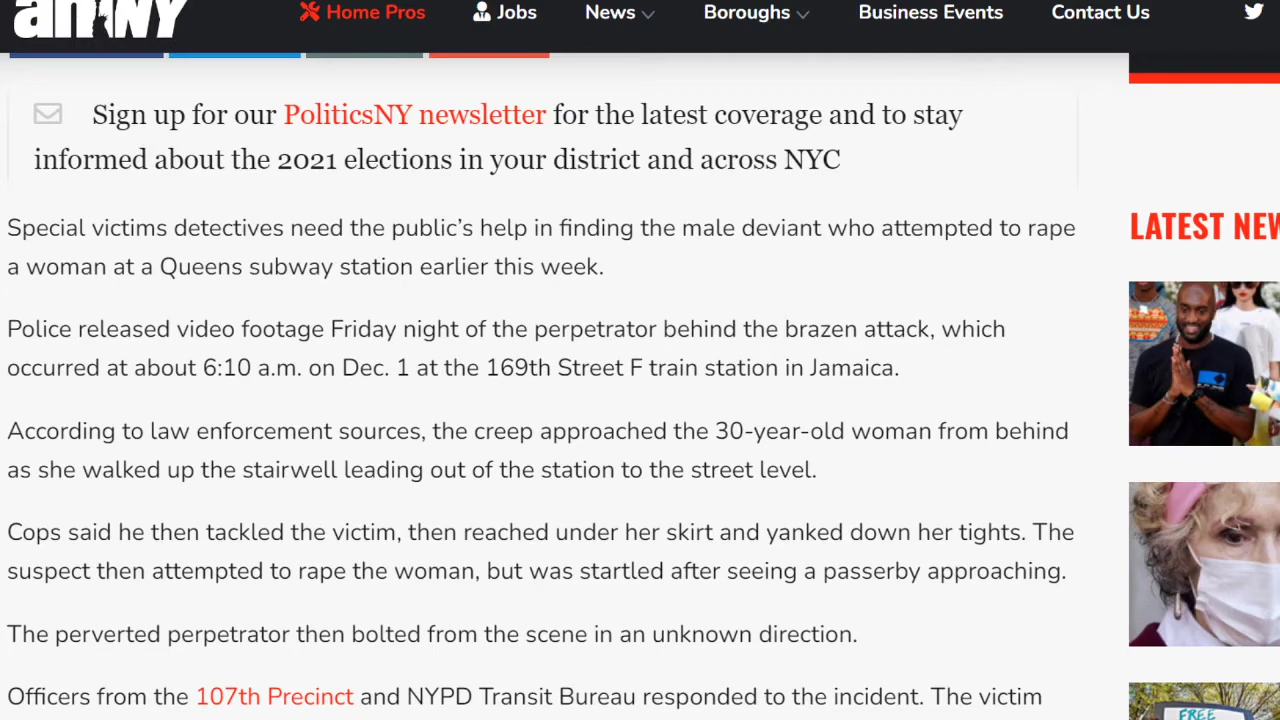 amNY
Home Pros Jobs News Boroughs Business Events Contact Us
Sign up for our PoliticsNY newsletter for the latest coverage and to stay
informed about the 2021 elections in your district and across NYC
Special victims detectives need the public's help in finding the male deviant who attempted to rape
a woman at a Queens subway station earlier this week.
LATEST NEW
Police released video footage Friday night of the perpetrator behind the brazen attack, which
occurred at about 6:10 a.m. on Dec. 1 at the 169th Street F train station in Jamaica.
According to law enforcement sources, the creep approached the 30-year-old woman from behind
as she walked up the stairwell leading out of the station to the street level.
Cops said he then tackled the victim, then reached under her skirt and yanked down her tights. The
suspect then attempted to rape the woman, but was startled after seeing a passerby approaching.
The perverted perpetrator then bolted from the scene in an unknown direction.
Officers from the 107th Precinct and NYPD Transit Bureau responded to the incident. The victim
FREE